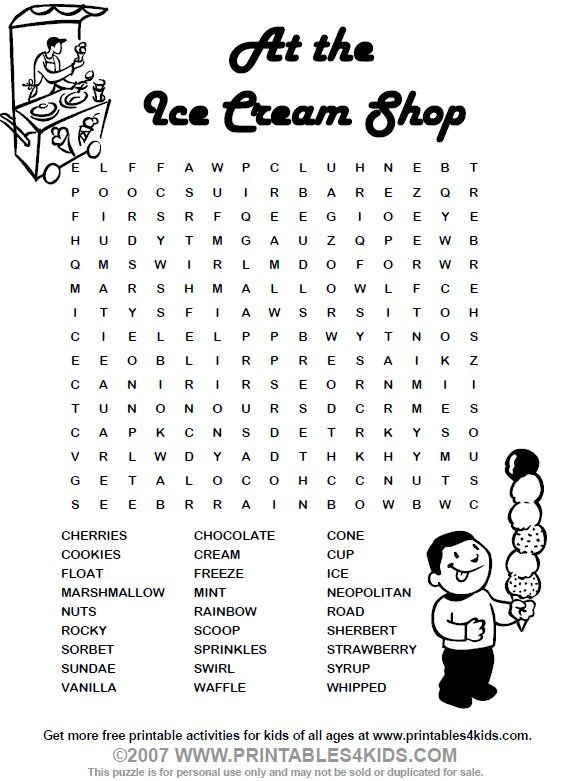 At the
Ice Cream Shop
E L F F A W P C L U H N E B T
P O O C S U I R B A R E Z Q R
F I R S R F Q E E G I O E Y E
H U D Y T M G A U Z Q P E W B
Q M S W I R L M D O F O R W R
M A R S H M A L L O W L F C E
I T Y S F I A W S R S I T O H
C I E L E L P P B W Y T N O S
E E O B L I R P R E S A I K Z
C A N I R I R S E O R N M I I
T U N O N O U R S D C R M E S
C A P K C N S D E T R K Y S O
V R L W D Y A D T H K H Y M U
G E T A L O C O H C C N U T S
S E E B R R A I N B O W B W C
CHERRIES CHOCOLATE CONE
COOKIES CREAM CUP
FLOAT FREEZE ICE
MARSHMALLOW MINT NEOPOLITAN
NUTS RAINBOW ROAD
ROCKY SCOOP SHERBERT
SORBET SPRINKLES STRAWBERRY
SUNDAE SWIRL SYRUP
VANILLA WAFFLE WHIPPED
Get more free printable activities for kids of all ages at www.printables4kids.com.
©2007 WWW.PRINTABLES4KIDS.COM
This puzzle is for personal use only and may not be sold or duplicated for sale.